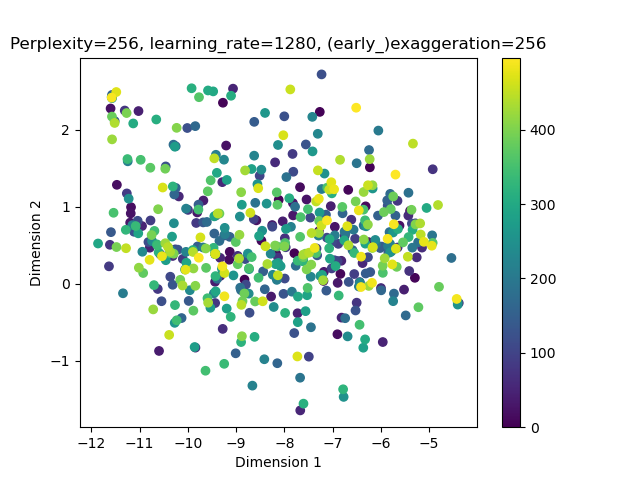 Perplexity=256, learning_rate=1280, (early_)exaggeration=256
Dimension 2
2
1
0
−1
−12 −11 −10 −9 −8 −7 −6 −5
Dimension 1
400
300
200
100
0